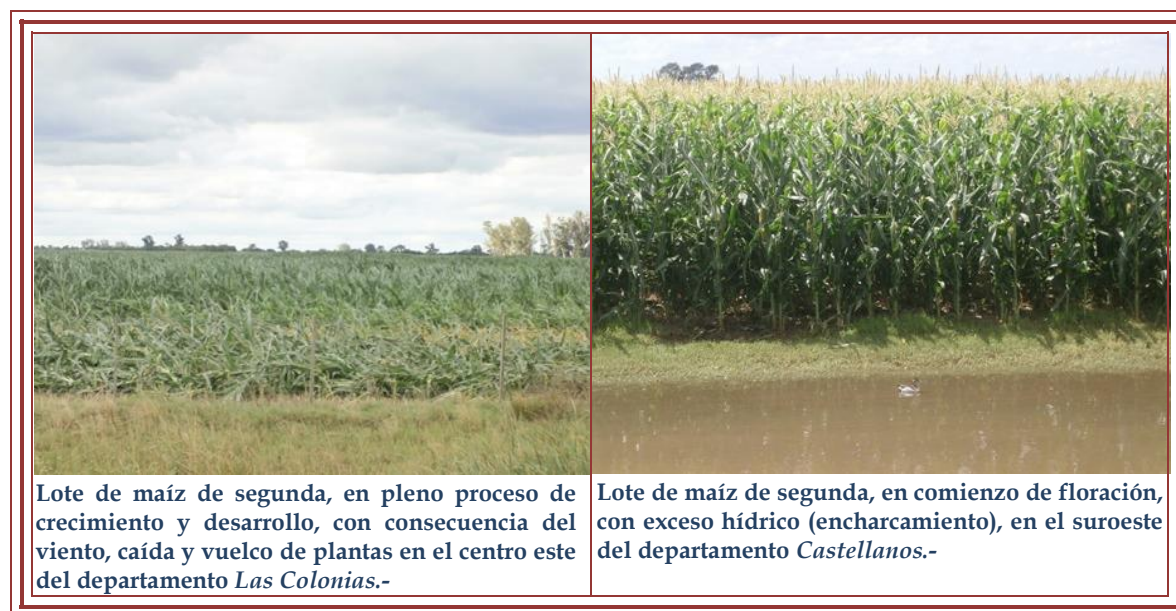 Lote de maíz de segunda, en pleno proceso de
crecimiento y desarrollo, con consecuencia del
viento, caída y vuelco de plantas en el centro este
del departamento Las Colonias.-
Lote de maíz de segunda, en comienzo de floración,
con exceso hídrico (encharcamiento), en el suroeste
del departamento Castellanos.-